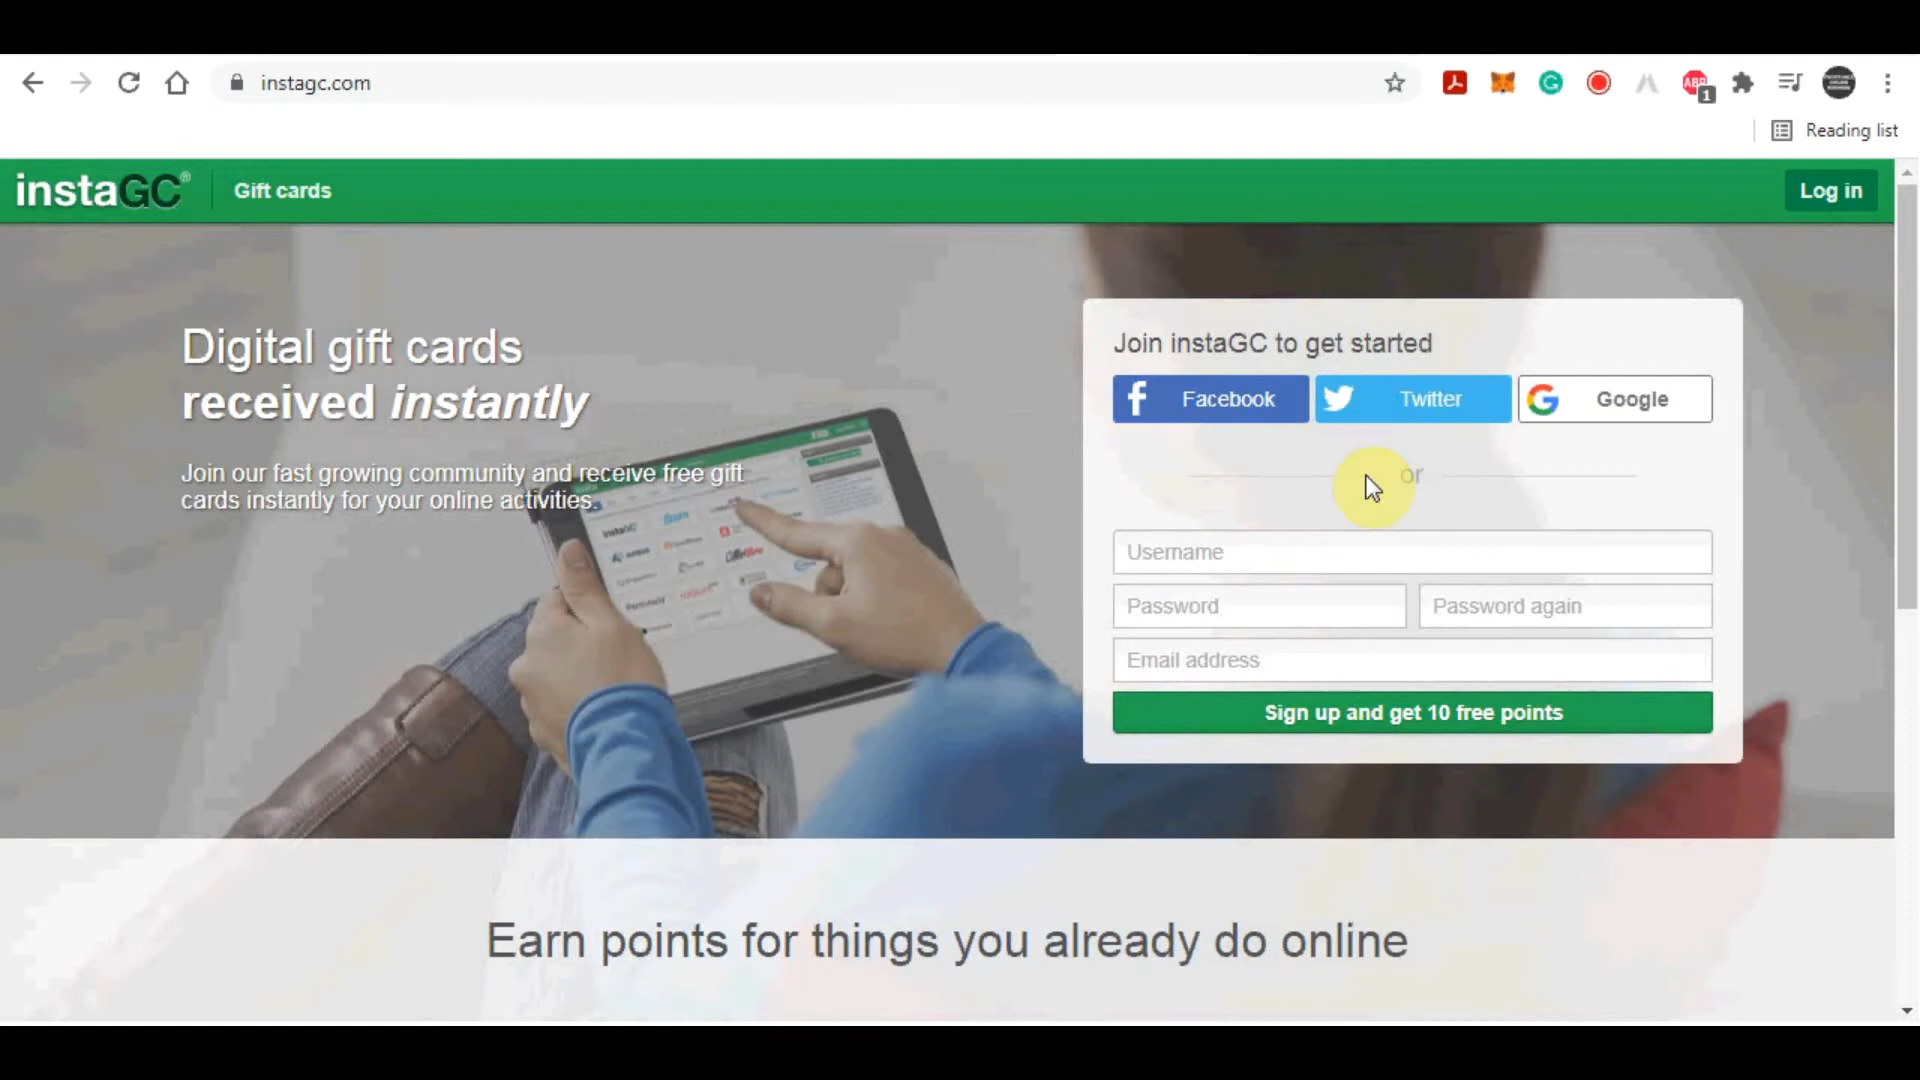 instagc.com
ABP
1
Reading list
instaGC®
Gift cards
Log in
Digital gift cards
received instantly
Join our fast growing community and receive free gift
cards instantly for your online activities.
Join instaGC to get started
Facebook
Twitter
Google
or
Username
Password
Password again
Email address
Sign up and get 10 free points
Earn points for things you already do online